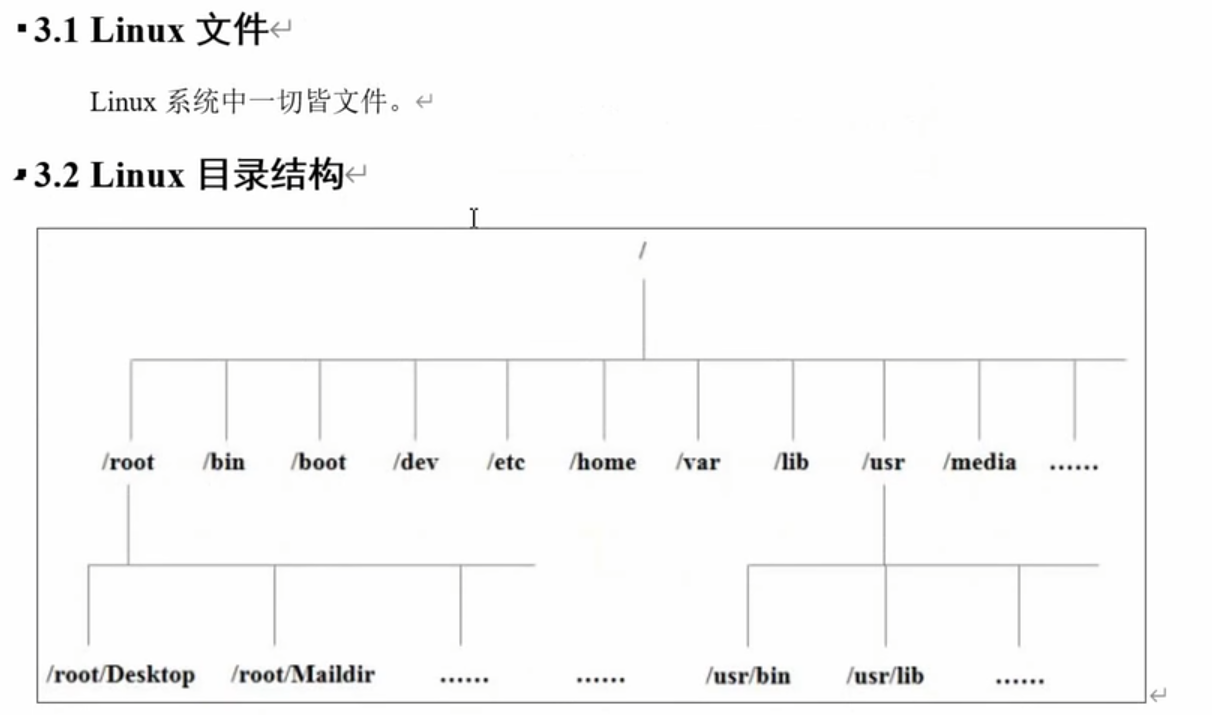 3.1 Linux 文件
Linux 系统中一切皆文件。
3.2 Linux 目录结构
/
/root /bin /boot /dev /etc /home /var /lib /usr /media ……
/root/Desktop /root/Maildir …… …… /usr/bin /usr/lib ……